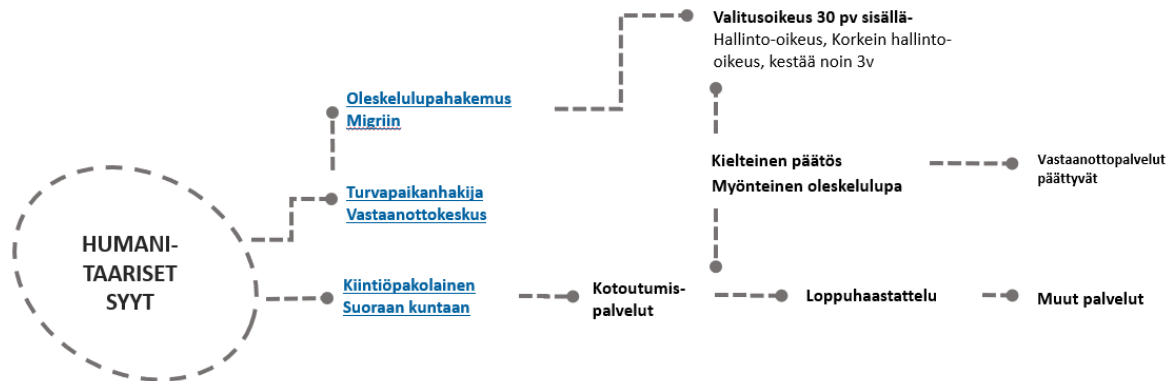 Valitusoikeus 30 pv sisällä-
Hallinto-oikeus, Korkein hallinto-
oikeus, kestää noin 3v
Oleskelulupahakemus
Migriin
Kielteinen päätös
Myönteinen oleskelulupa
Vastaanottopalvelut
päättyvät
Turvapaikanhakija
Vastaanottokeskus
HUMANI-
TAARISET
SYYT
Kiintiöpakolainen
Suoraan kuntaan
Kotoutumis-
palvelut
Loppuhaastattelu
Muut palvelut